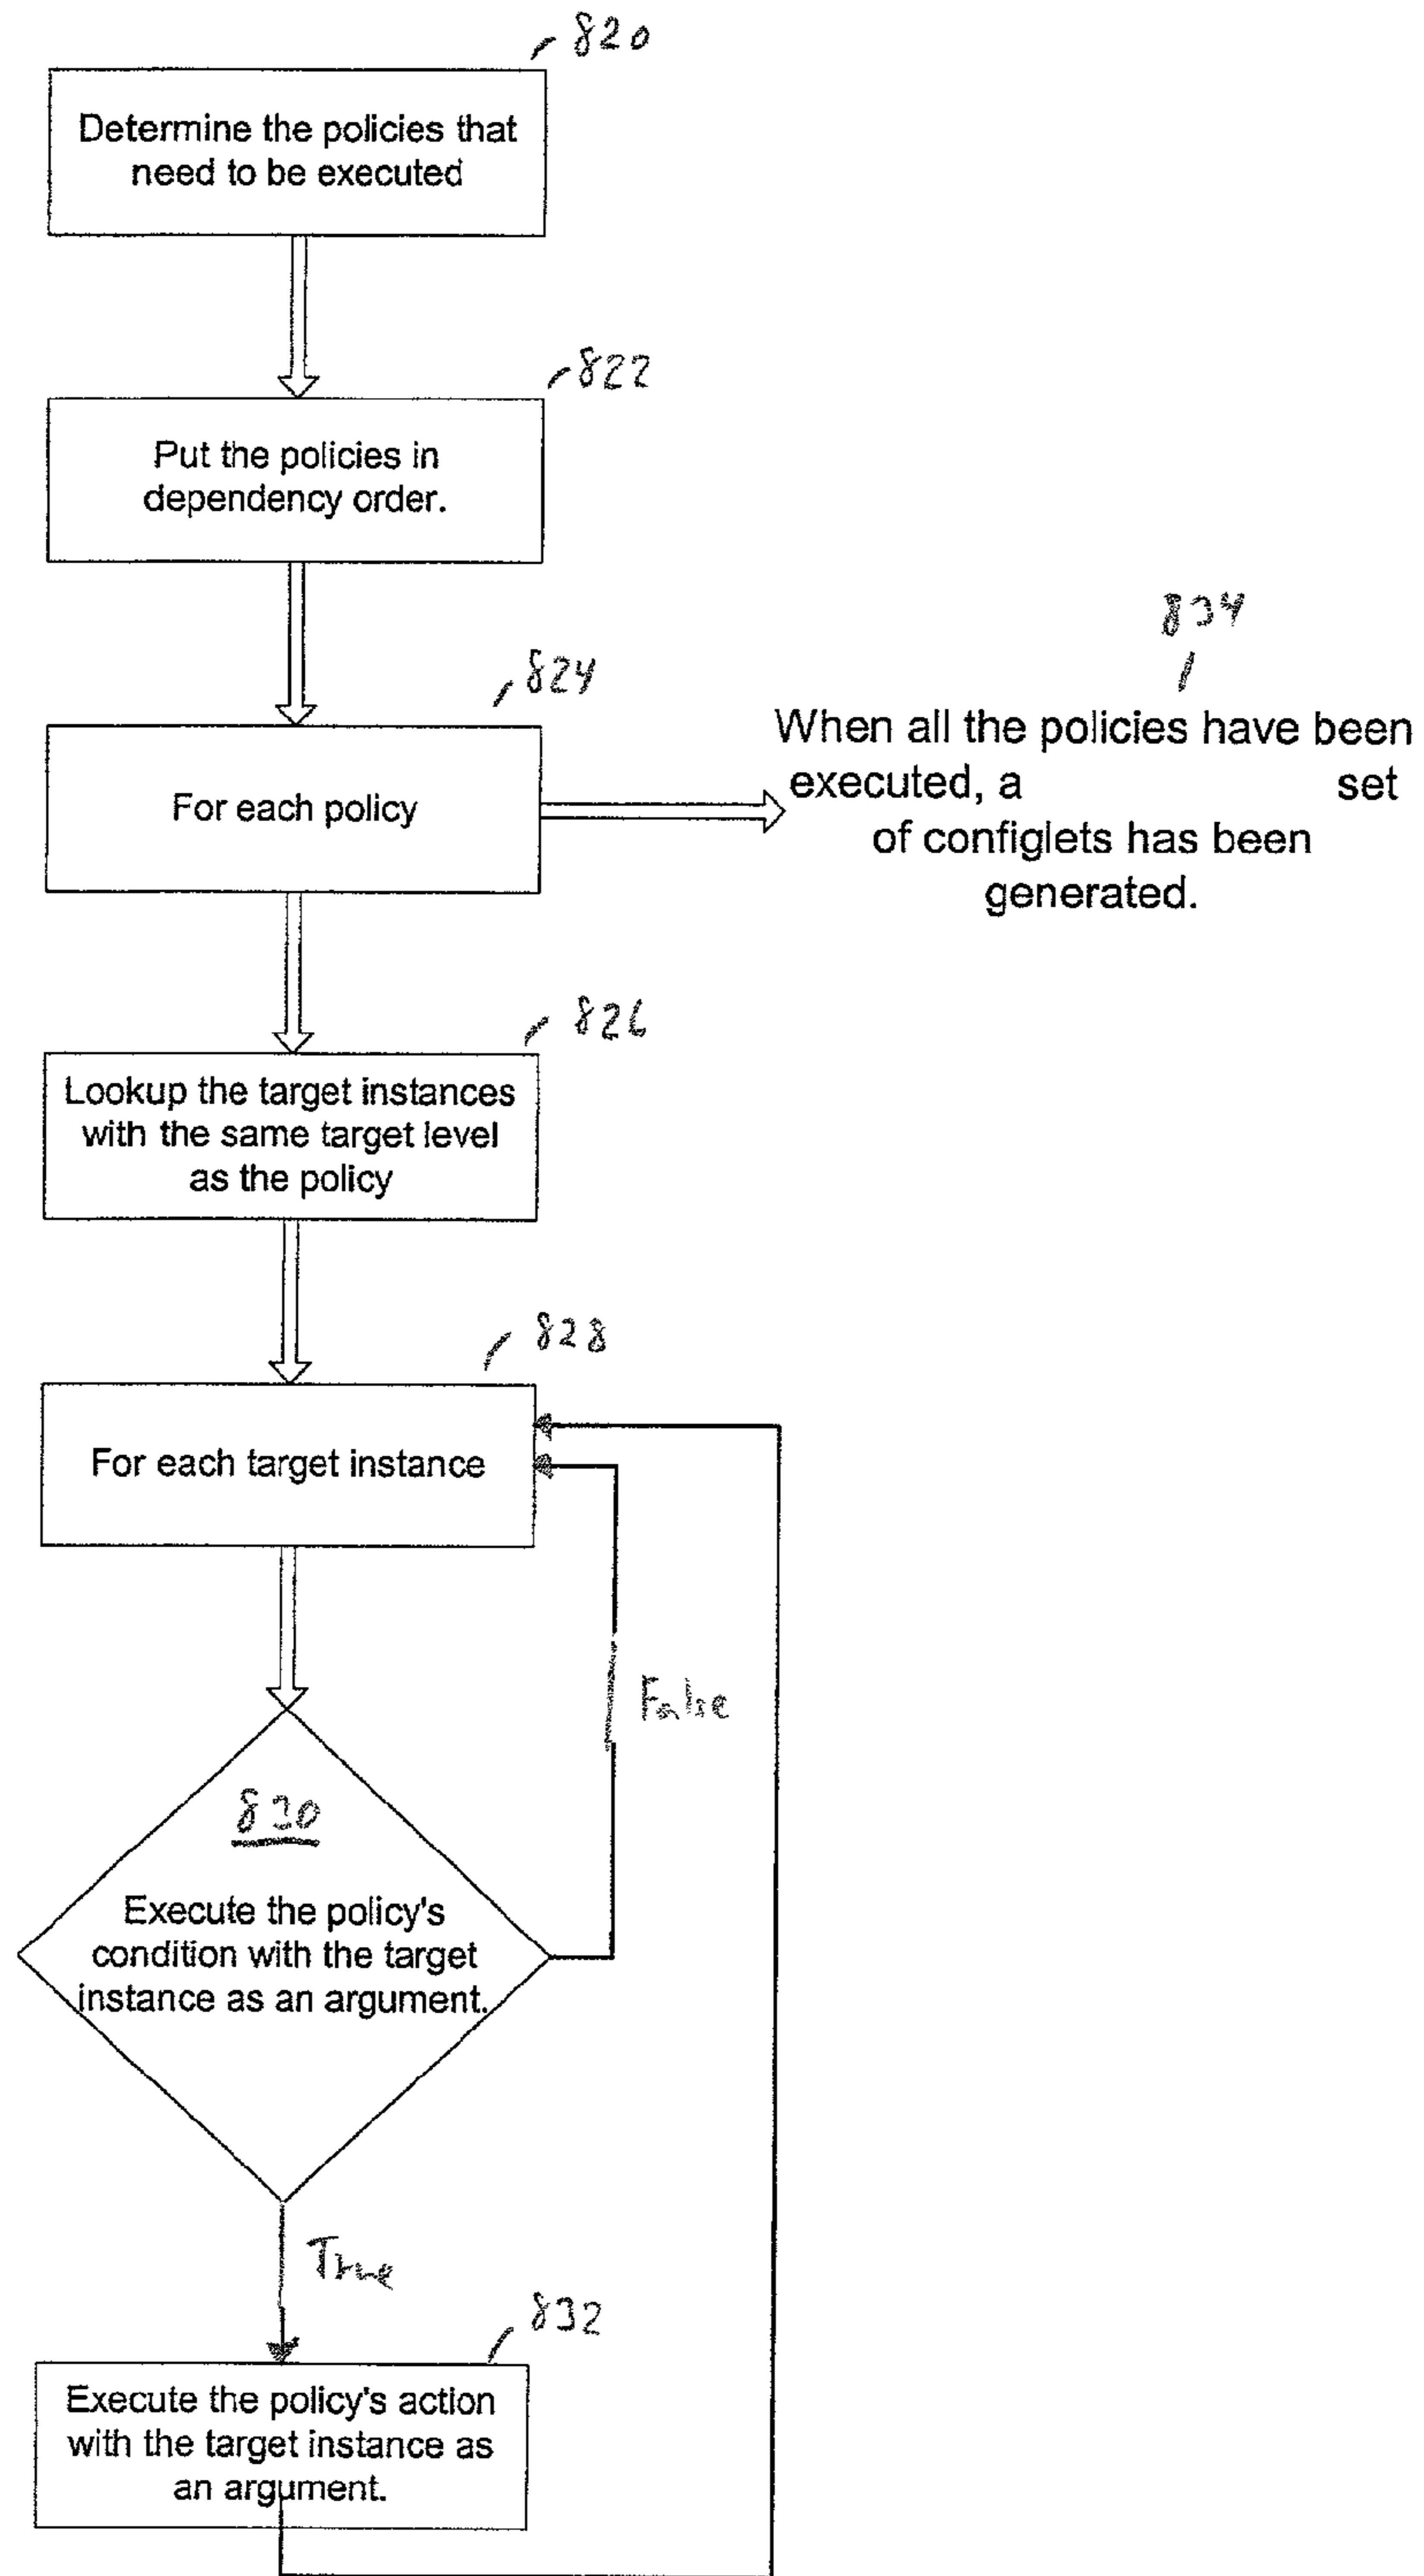 820
Determine the policies that
need to be executed
822
Put the policies in
dependency order.
824
For each policy
834
When all the policies have been
executed, a set
of configlets has been
generated.
826
Lookup the target instances
with the same target level
as the policy
828
For each target instance
False
830
Execute the policy's
condition with the target
instance as an argument.
True
832
Execute the policy's action
with the target instance as
an argument.